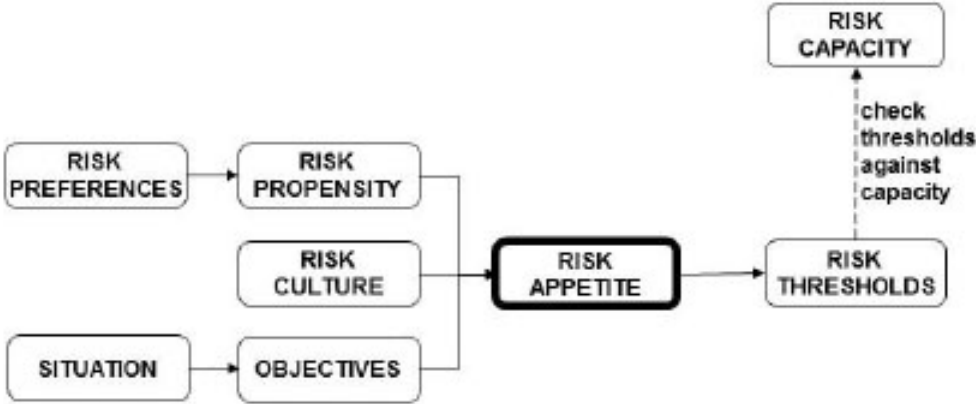 RISK
CAPACITY
check
thresholds
against
capacity
RISK
PREFERENCES
RISK
PROPENSITY
RISK
CULTURE
RISK
APPETITE
RISK
THRESHOLDS
SITUATION
OBJECTIVES